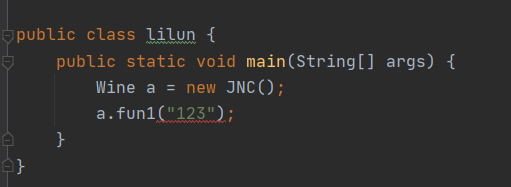 public class lilun {
public static void main(String[] args) {
Wine a = new JNC();
a.fun1("123");
}
}